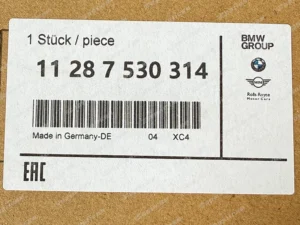 1 Stück / piece
BMW
GROUP
11 28 7 530 314
MINI
Rolls-Royce
Motor Cars
Made in Germany-DE 04 XC4
EAC